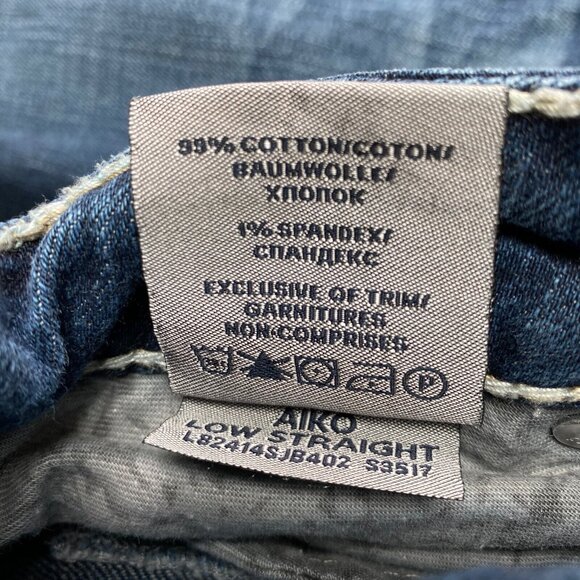 99% COTTON/COTON/
BAUMWOLLE/
ХЛОПОК
1% SPANDEX/
СПАНДЕКС
EXCLUSIVE OF TRIM/
GARNITURES
NON-COMPRISES
P
AIKO
LOW STRAIGHT
L82414SJB402 S3517